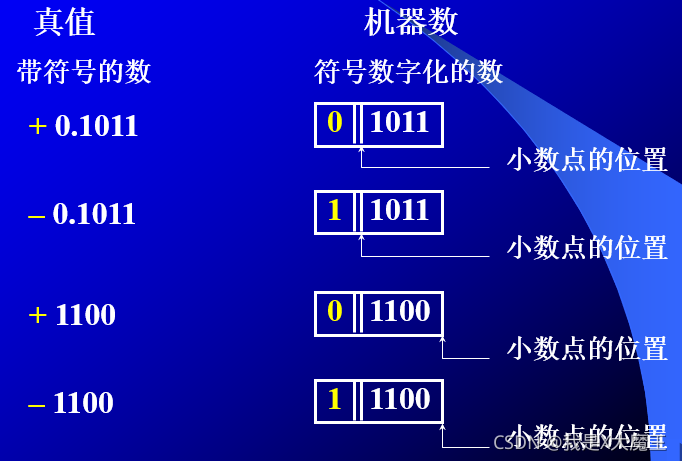 真值 机器数
带符号的数 符号数字化的数
+ 0.1011 0 1011
小数点的位置
– 0.1011 1 1011
小数点的位置
+ 1100 0 1100
小数点的位置
– 1100 1 1100
小数点的位置
CSDN @我是